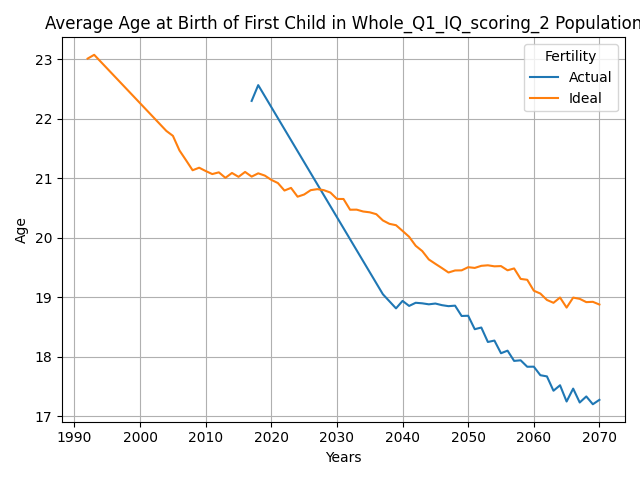 Average Age at Birth of First Child in Whole_Q1_IQ_scoring_2 Population
Fertility
Actual
Ideal
23
22
21
20
19
18
17
Age
1990
2000
2010
2020
2030
2040
2050
2060
2070
Years